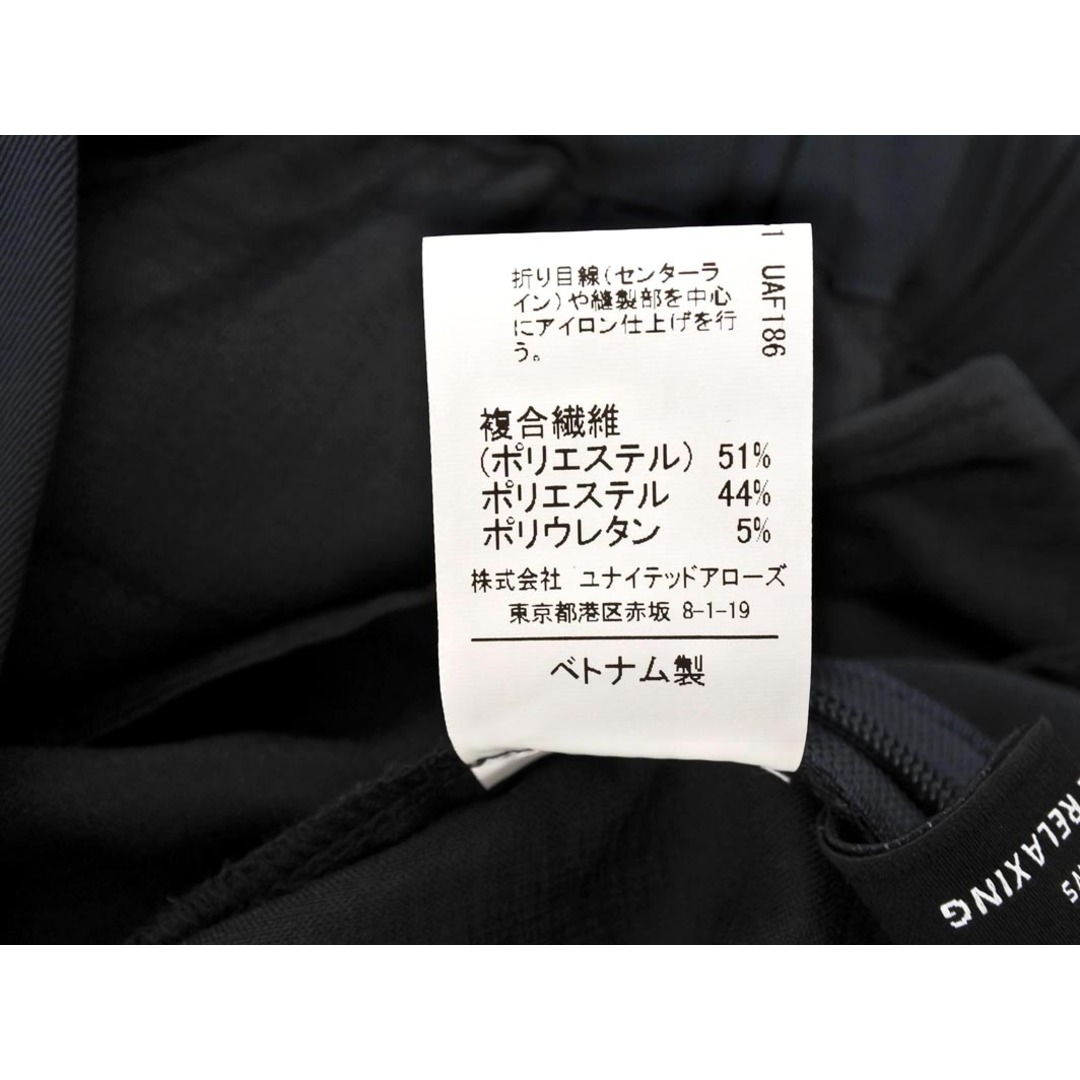 折り目線(センターラ
イン)や縫製部を中心
にアイロン仕上げを行
う。
UAF186
複合繊維
(ポリエステル) 51%
ポリエステル 44%
ポリウレタン 5%
株式会社 ユナイテッドアローズ
東京都港区赤坂 8-1-19
ベトナム製
RELAXING